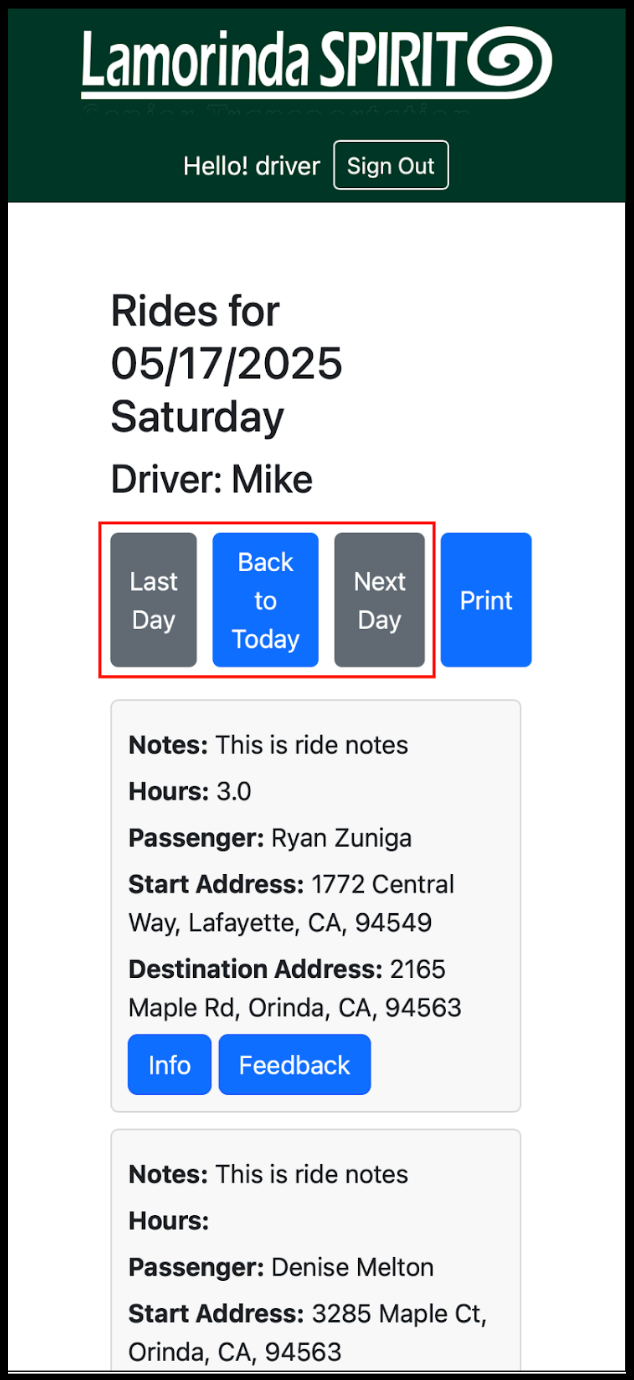 Lamorinda SPIRIT
Hello! driver Sign Out
Rides for
05/17/2025
Saturday
Driver: Mike
Last
Day
Back
to
Today
Next
Day
Print
Notes: This is ride notes
Hours: 3.0
Passenger: Ryan Zuniga
Start Address: 1772 Central
Way, Lafayette, CA, 94549
Destination Address: 2165
Maple Rd, Orinda, CA, 94563
Info Feedback
Notes: This is ride notes
Hours:
Passenger: Denise Melton
Start Address: 3285 Maple Ct,
Orinda, CA, 94563